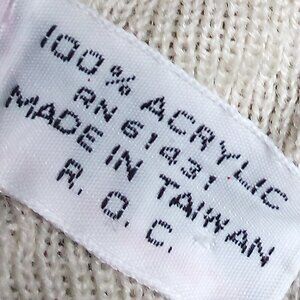 100% ACRYLIC
RN 61431
MADE IN TAIWAN
R. O. C.